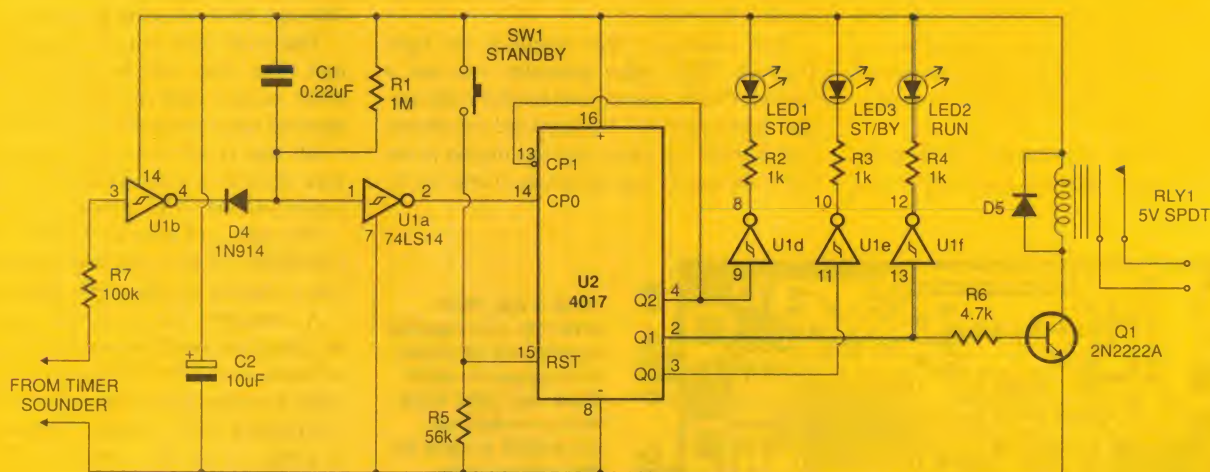 SW1
STANDBY
C1
0.22uF
R1
1M
LED1
STOP
LED3
ST/BY
LED2
RUN
16
+
13
CP1
14
CP0
R2
1k
R3
1k
R4
1k
14
3
4
U1b
D4
1N914
1
2
U1a
7
74LS14
8
10
12
U1d
U1e
U1f
9
11
13
D5
RLY1
5V SPDT
R7
100k
U2
4017
Q2
4
Q1
2
Q0
3
R6
4.7k
Q1
2N2222A
+
C2
10uF
15
RST
-
8
FROM TIMER
SOUNDER
R5
56k